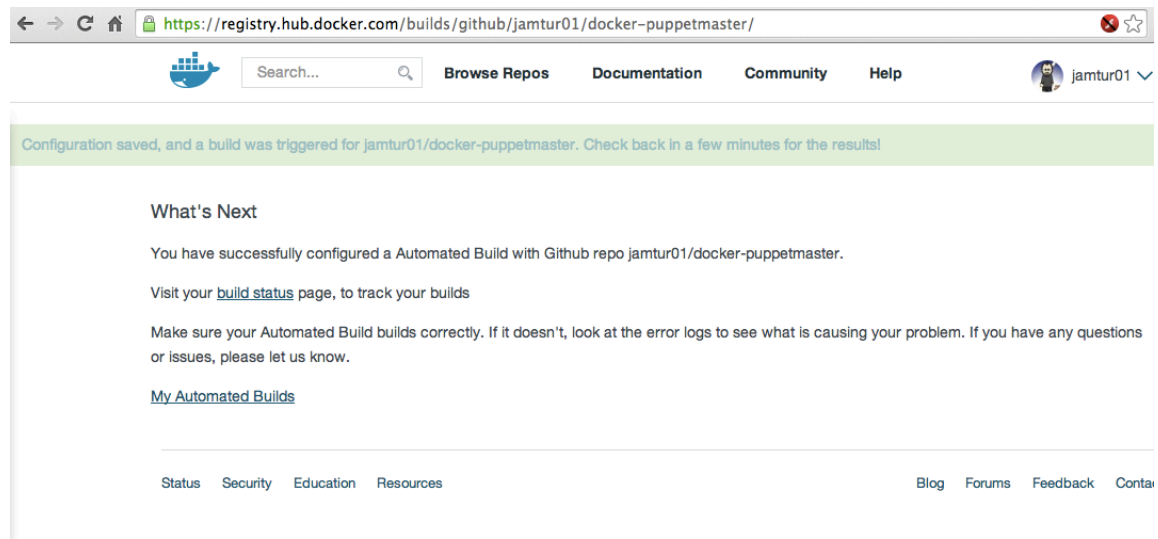 https://registry.hub.docker.com/builds/github/jamtur01/docker-puppetmaster/
Search... Browse Repos Documentation Community Help jamtur01
Configuration saved, and a build was triggered for jamtur01/docker-puppetmaster. Check back in a few minutes for the results!
What's Next
You have successfully configured a Automated Build with Github repo jamtur01/docker-puppetmaster.
Visit your build status page, to track your builds
Make sure your Automated Build builds correctly. If it doesn't, look at the error logs to see what is causing your problem. If you have any questions
or issues, please let us know.
My Automated Builds
Status Security Education Resources Blog Forums Feedback Conta